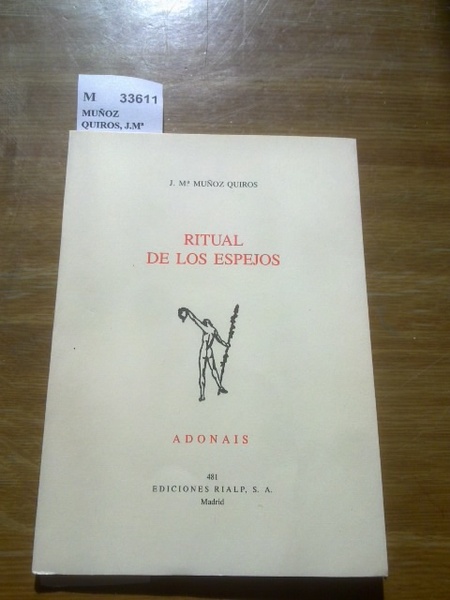 M 33611
MUÑOZ
QUIROS, J.Mª
J. Mª MUÑOZ QUIROS
RITUAL
DE LOS ESPEJOS
ADONAIS
481
EDICIONES RIALP, S. A.
Madrid